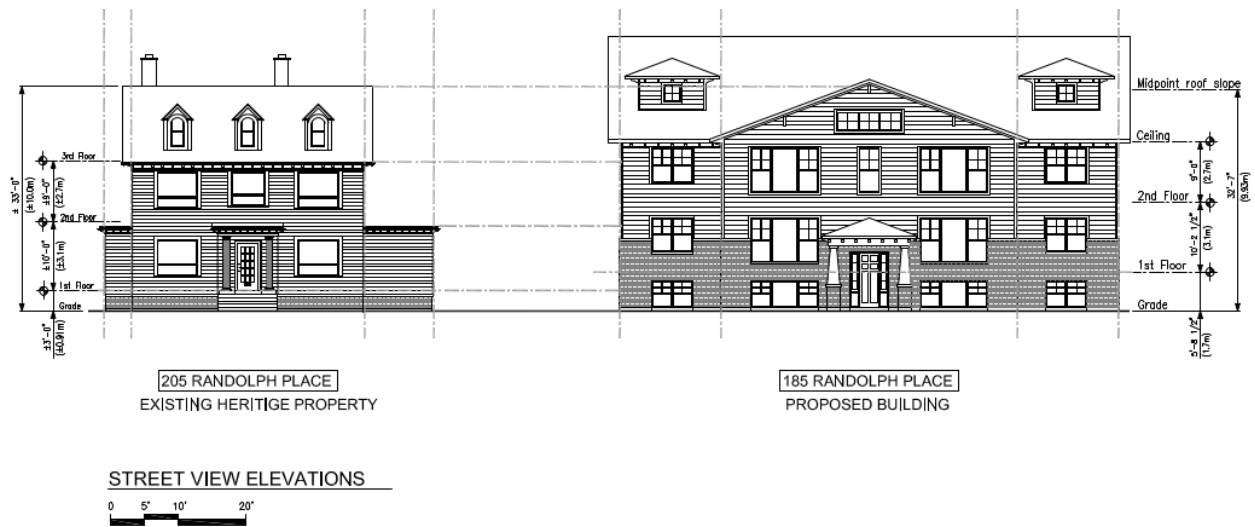 Midpoint roof slope
Ceiling
3rd Floor
2nd Floor
1st Floor
Grade
± 33'-0"
(±10.0m)
±9'-0"
(±2.7m)
±10'-0"
(±3.1m)
±3'-0"
(±0.91m)
2nd Floor
1st Floor
Grade
9'-0"
(2.7m)
10'-2 1/2"
(3.1m)
5'-8 1/2"
(1.7m)
32'-7"
(9.93m)
205 RANDOLPH PLACE
EXISTING HERITIGE PROPERTY
185 RANDOLPH PLACE
PROPOSED BUILDING
STREET VIEW ELEVATIONS
0 5' 10' 20'